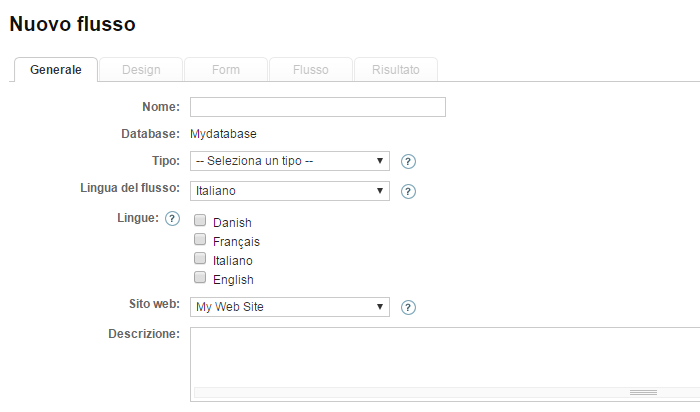 Nuovo flusso
Generale Design Form Flusso Risultato
Nome:
Database: Mydatabase
Tipo: -- Seleziona un tipo -- ?
Lingua del flusso: Italiano ?
Lingue: ? Danish
Français
Italiano
English
Sito web: My Web Site ?
Descrizione: